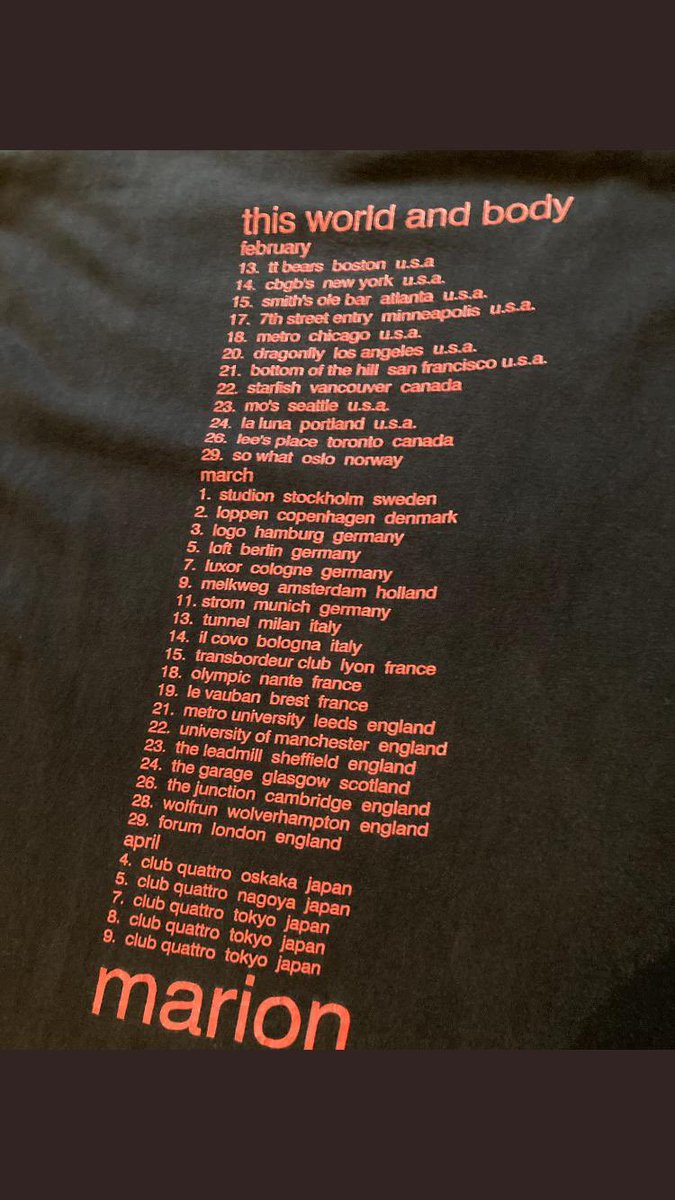 this world and body
february
13. tt bears boston u.s.a
14. cbgb's new york u.s.a.
15. smith's ole bar atlanta u.s.a.
17. 7th street entry minneapolis u.s.a.
18. metro chicago u.s.a.
20. dragonfly los angeles u.s.a.
21. bottom of the hill san francisco u.s.a.
22. starfish vancouver canada
23. mo's seattle u.s.a.
24. la luna portland u.s.a.
26. lee's place toronto canada
29. so what oslo norway
march
1. studion stockholm sweden
2. loppen copenhagen denmark
3. logo hamburg germany
5. loft berlin germany
7. luxor cologne germany
9. melkweg amsterdam holland
11. strom munich germany
13. tunnel milan italy
14. il covo bologna italy
15. transbordeur club lyon france
18. olympic nante france
19. le vauban brest france
21. metro university leeds england
22. university of manchester england
23. the leadmill sheffield england
24. the garage glasgow scotland
26. the junction cambridge england
28. wolfrun wolverhampton england
29. forum london england
april
4. club quattro oskaka japan
5. club quattro nagoya japan
7. club quattro tokyo japan
8. club quattro tokyo japan
9. club quattro tokyo japan
marion